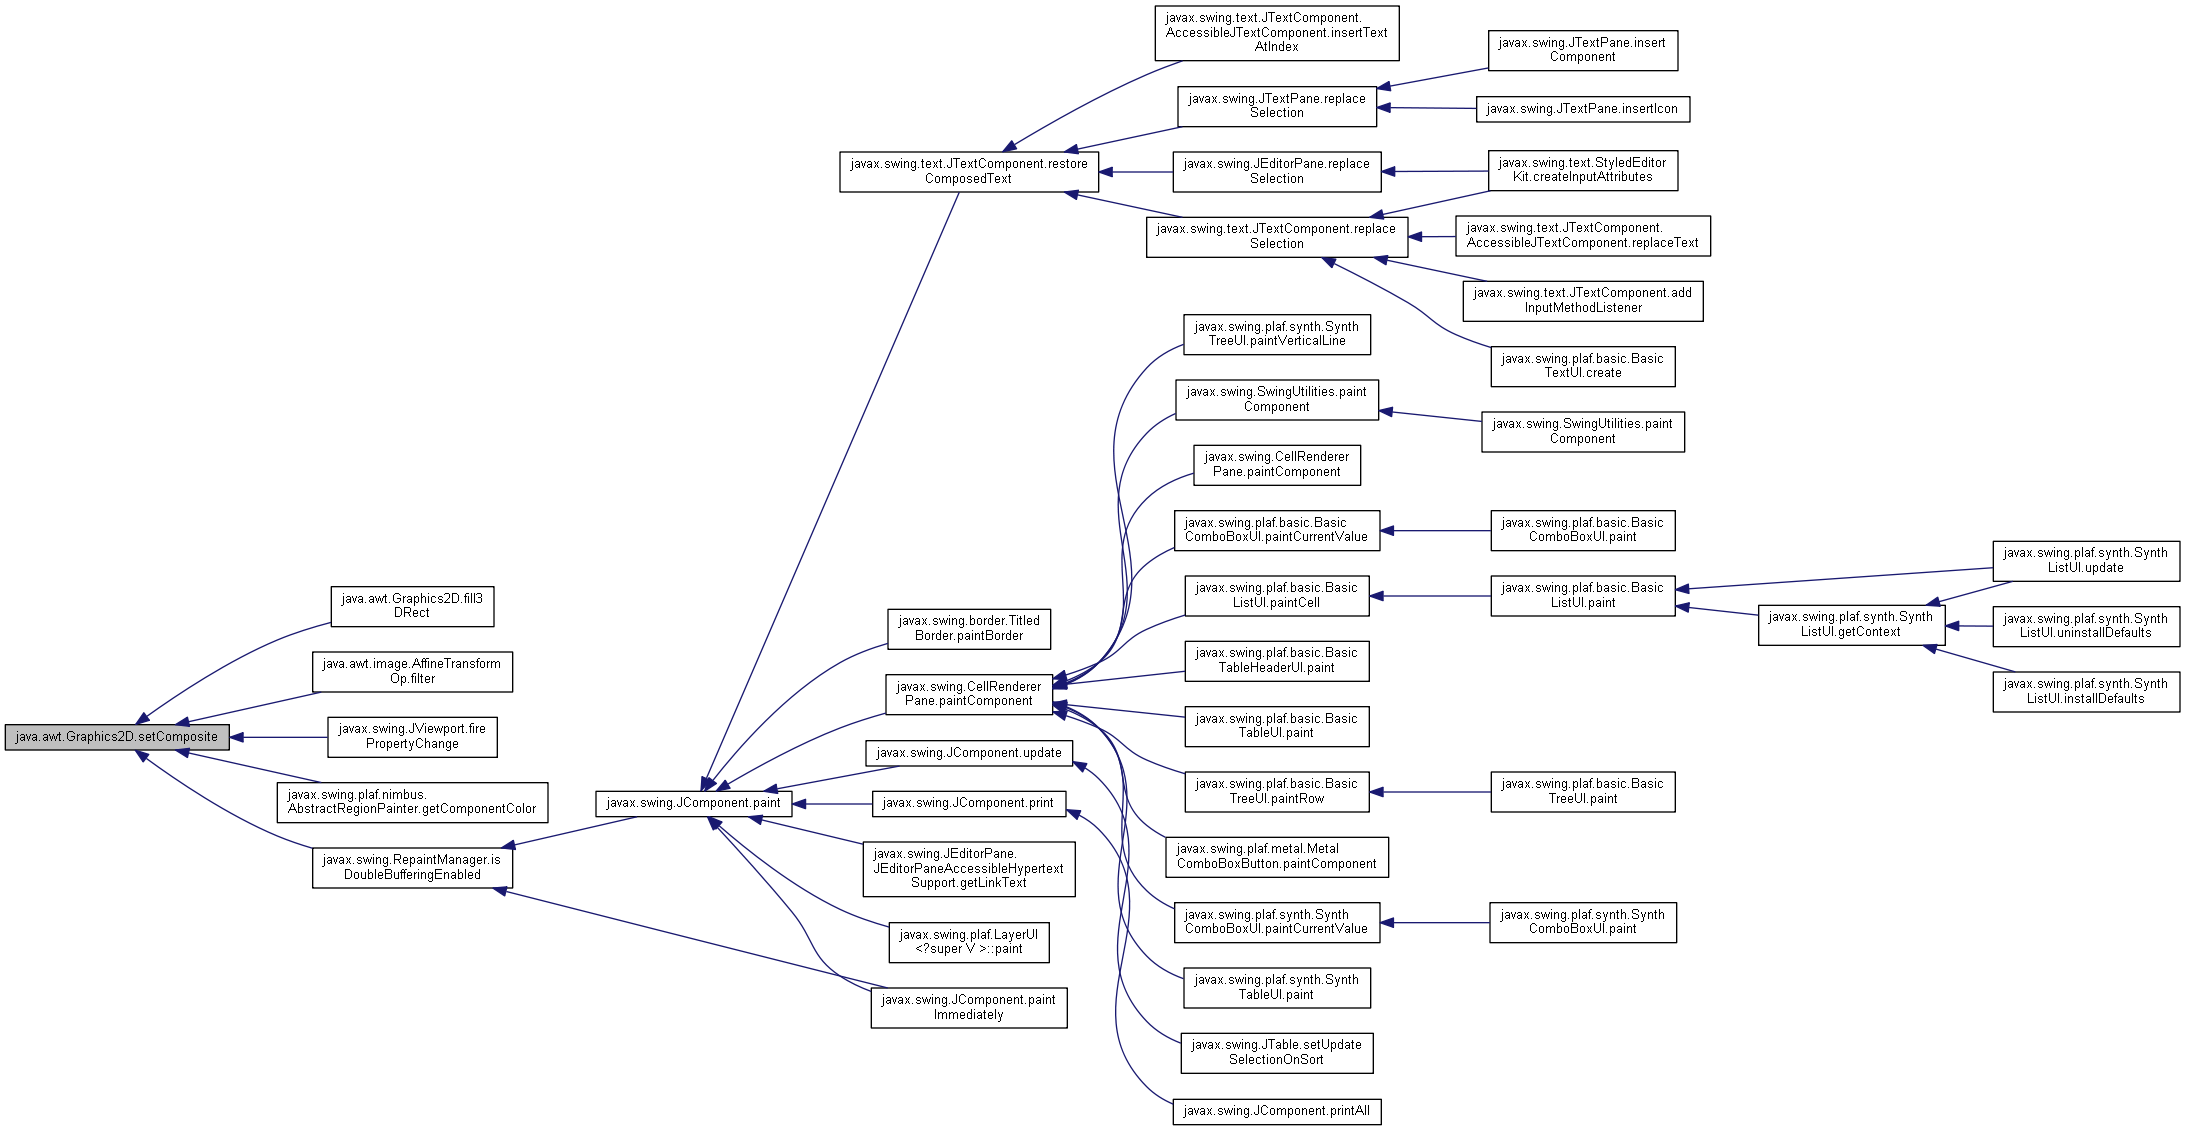 java.awt.Graphics2D.setComposite
java.awt.Graphics2D.fill3
DRect
java.awt.image.AffineTransform
Op.filter
javax.swing.JViewport.fire
PropertyChange
javax.swing.plaf.nimbus.
AbstractRegionPainter.getComponentColor
javax.swing.RepaintManager.is
DoubleBufferingEnabled
javax.swing.JComponent.paint
javax.swing.text.JTextComponent.restore
ComposedText
javax.swing.border.Titled
Border.paintBorder
javax.swing.CellRenderer
Pane.paintComponent
javax.swing.JComponent.update
javax.swing.JComponent.print
javax.swing.JEditorPane.
JEditorPaneAccessibleHypertext
Support.getLinkText
javax.swing.plaf.LayerUI
<?super V >::paint
javax.swing.JComponent.paint
Immediately
javax.swing.text.JTextComponent.
AccessibleJTextComponent.insertText
AtIndex
javax.swing.JTextPane.replace
Selection
javax.swing.JEditorPane.replace
Selection
javax.swing.text.JTextComponent.replace
Selection
javax.swing.plaf.synth.Synth
TreeUI.paintVerticalLine
javax.swing.SwingUtilities.paint
Component
javax.swing.CellRenderer
Pane.paintComponent
javax.swing.plaf.basic.Basic
ComboBoxUI.paintCurrentValue
javax.swing.plaf.basic.Basic
ListUI.paintCell
javax.swing.plaf.basic.Basic
TableHeaderUI.paint
javax.swing.plaf.basic.Basic
TableUI.paint
javax.swing.plaf.basic.Basic
TreeUI.paintRow
javax.swing.plaf.metal.Metal
ComboBoxButton.paintComponent
javax.swing.plaf.synth.Synth
ComboBoxUI.paintCurrentValue
javax.swing.plaf.synth.Synth
TableUI.paint
javax.swing.JTable.setUpdate
SelectionOnSort
javax.swing.JComponent.printAll
javax.swing.JTextPane.insert
Component
javax.swing.JTextPane.insertIcon
javax.swing.text.StyledEditor
Kit.createInputAttributes
javax.swing.text.JTextComponent.
AccessibleJTextComponent.replaceText
javax.swing.text.JTextComponent.add
InputMethodListener
javax.swing.plaf.basic.Basic
TextUI.create
javax.swing.SwingUtilities.paint
Component
javax.swing.plaf.basic.Basic
ComboBoxUI.paint
javax.swing.plaf.basic.Basic
ListUI.paint
javax.swing.plaf.basic.Basic
TreeUI.paint
javax.swing.plaf.synth.Synth
ComboBoxUI.paint
javax.swing.plaf.synth.Synth
ListUI.getContext
javax.swing.plaf.synth.Synth
ListUI.update
javax.swing.plaf.synth.Synth
ListUI.uninstallDefaults
javax.swing.plaf.synth.Synth
ListUI.installDefaults